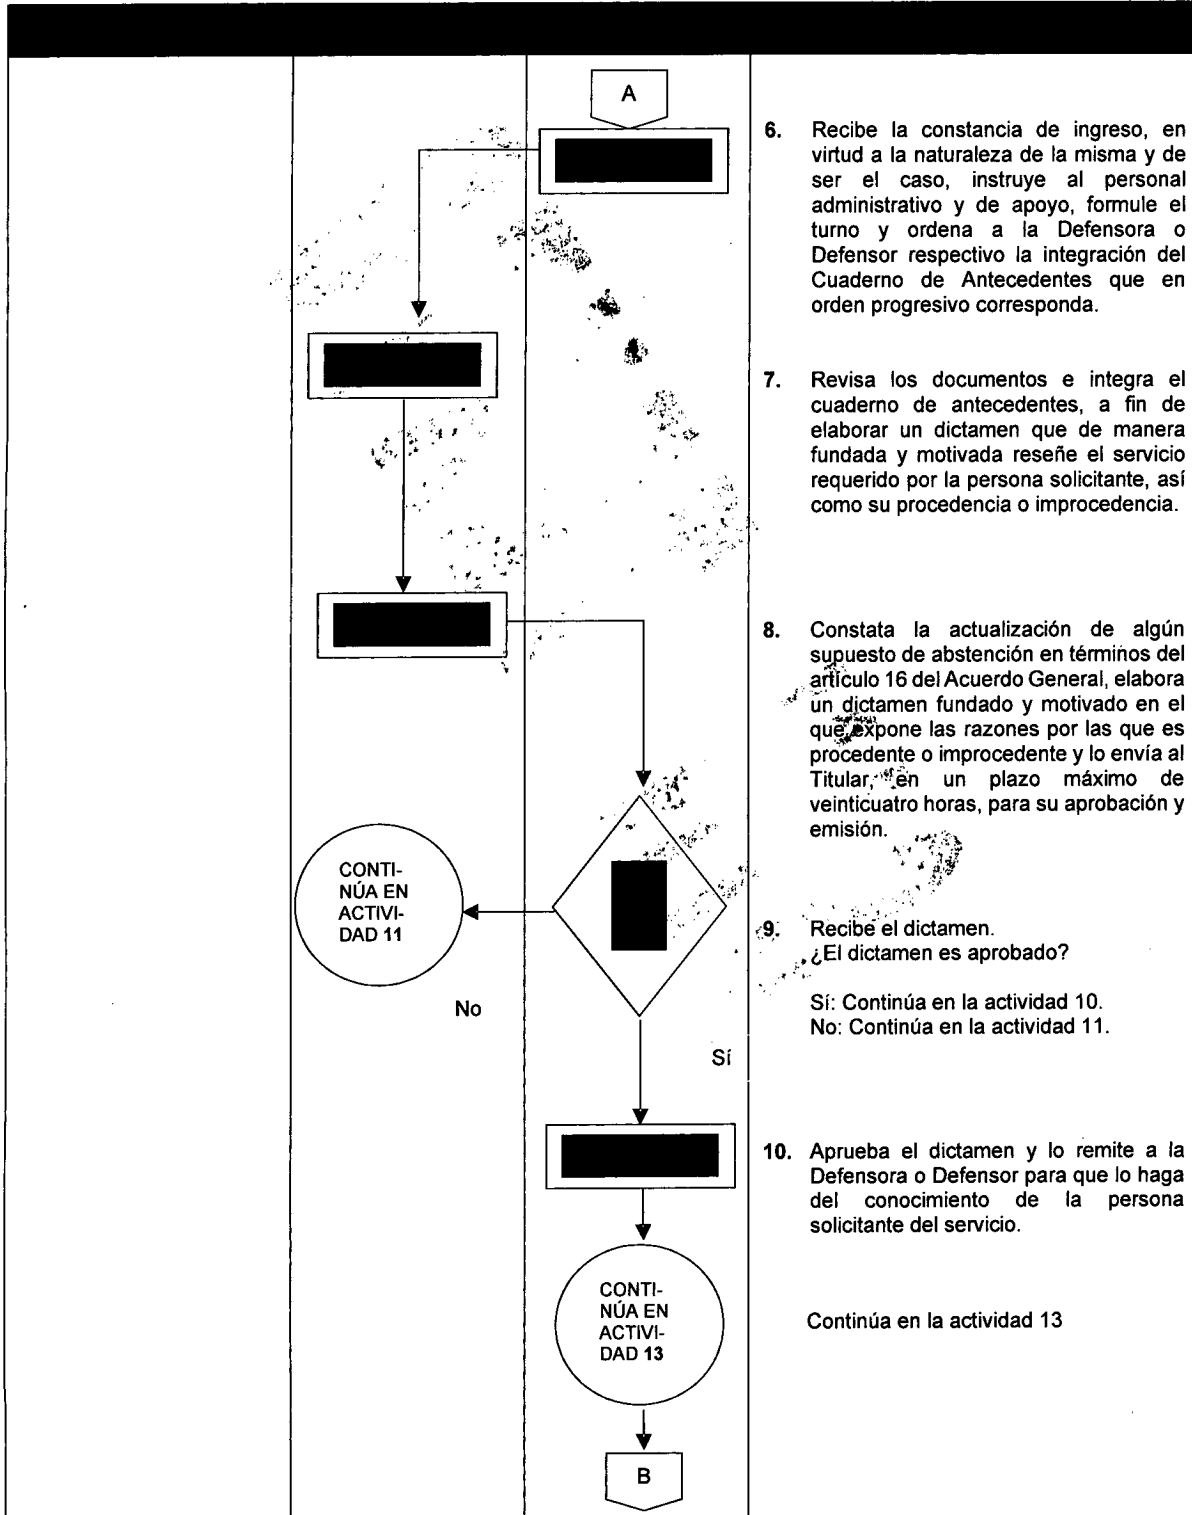 A
6. Recibe la constancia de ingreso, en
virtud a la naturaleza de la misma y de
ser el caso, instruye al personal
administrativo y de apoyo, formule el
turno y ordena a la Defensora o
Defensor respectivo la integración del
Cuaderno de Antecedentes que en
orden progresivo corresponda.
7. Revisa los documentos e integra el
cuaderno de antecedentes, a fin de
elaborar un dictamen que de manera
fundada y motivada reseñe el servicio
requerido por la persona solicitante, así
como su procedencia o improcedencia.
8. Constata la actualización de algún
supuesto de abstención en términos del
artículo 16 del Acuerdo General, elabora
un dictamen fundado y motivado en el
que expone las razones por las que es
procedente o improcedente y lo envía al
Titular, en un plazo máximo de
veinticuatro horas, para su aprobación y
emisión.
CONTI-
NÚA EN
ACTIVI-
DAD 11
No
Sí
9. Recibe el dictamen.
¿El dictamen es aprobado?
Sí: Continúa en la actividad 10.
No: Continúa en la actividad 11.
10. Aprueba el dictamen y lo remite a la
Defensora o Defensor para que lo haga
del conocimiento de la persona
solicitante del servicio.
CONTI-
NÚA EN
ACTIVI-
DAD 13
Continúa en la actividad 13
B